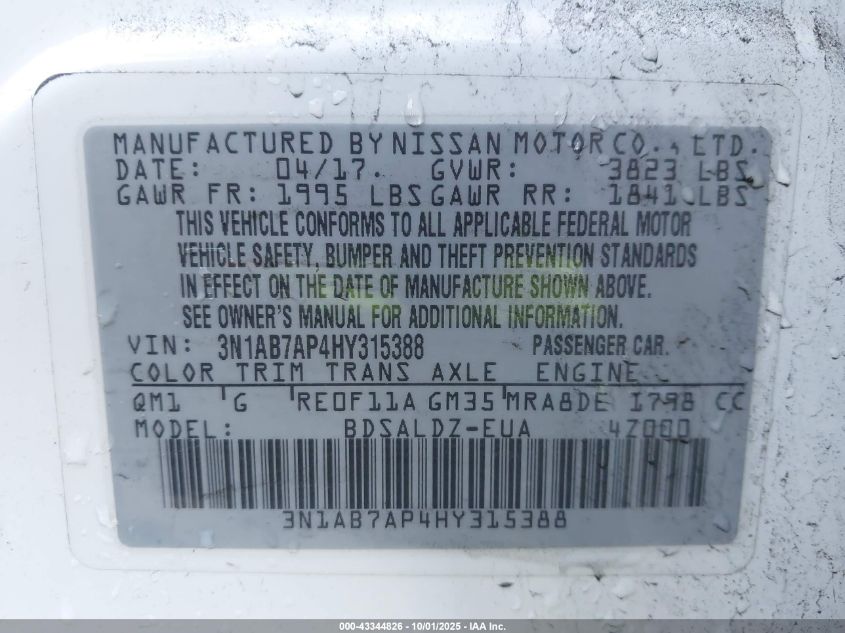 MANUFACTURED BY NISSAN MOTOR CO., LTD.
DATE: 04/17. GVWR: 3823 LBS
GAWR FR: 1995 LBS GAWR RR: 1841 LBS
THIS VEHICLE CONFORMS TO ALL APPLICABLE FEDERAL MOTOR
VEHICLE SAFETY, BUMPER AND THEFT PREVENTION STANDARDS
IN EFFECT ON THE DATE OF MANUFACTURE SHOWN ABOVE.
SEE OWNER'S MANUAL FOR ADDITIONAL INFORMATION.
VIN: 3N1AB7AP4HY315388 PASSENGER CAR.
COLOR TRIM TRANS AXLE ENGINE
QM1 G RE0F11A GM35 MRA8DE 1798 CC
MODEL: BDSALDZ-EUA 4Z000
3N1AB7AP4HY315388
000-43344826 - 10/01/2025 - IAA Inc.